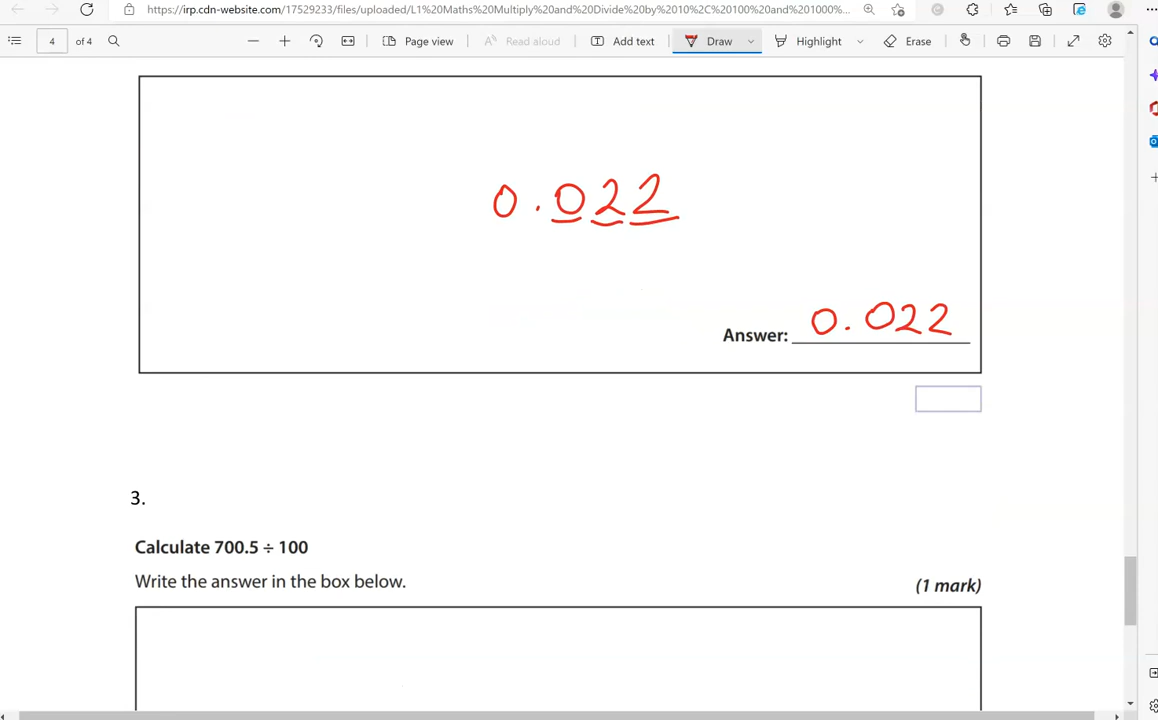 https://irp.cdn-website.com/17529233/files/uploaded/L1%20Maths%20Multiply%20and%20Divide%20by%2010%2C%20100%20and%201000%...
4 of 4 Page view Read aloud Add text Draw Highlight Erase
0.022
Answer: 0.022
3.
Calculate 700.5 ÷ 100
Write the answer in the box below. (1 mark)